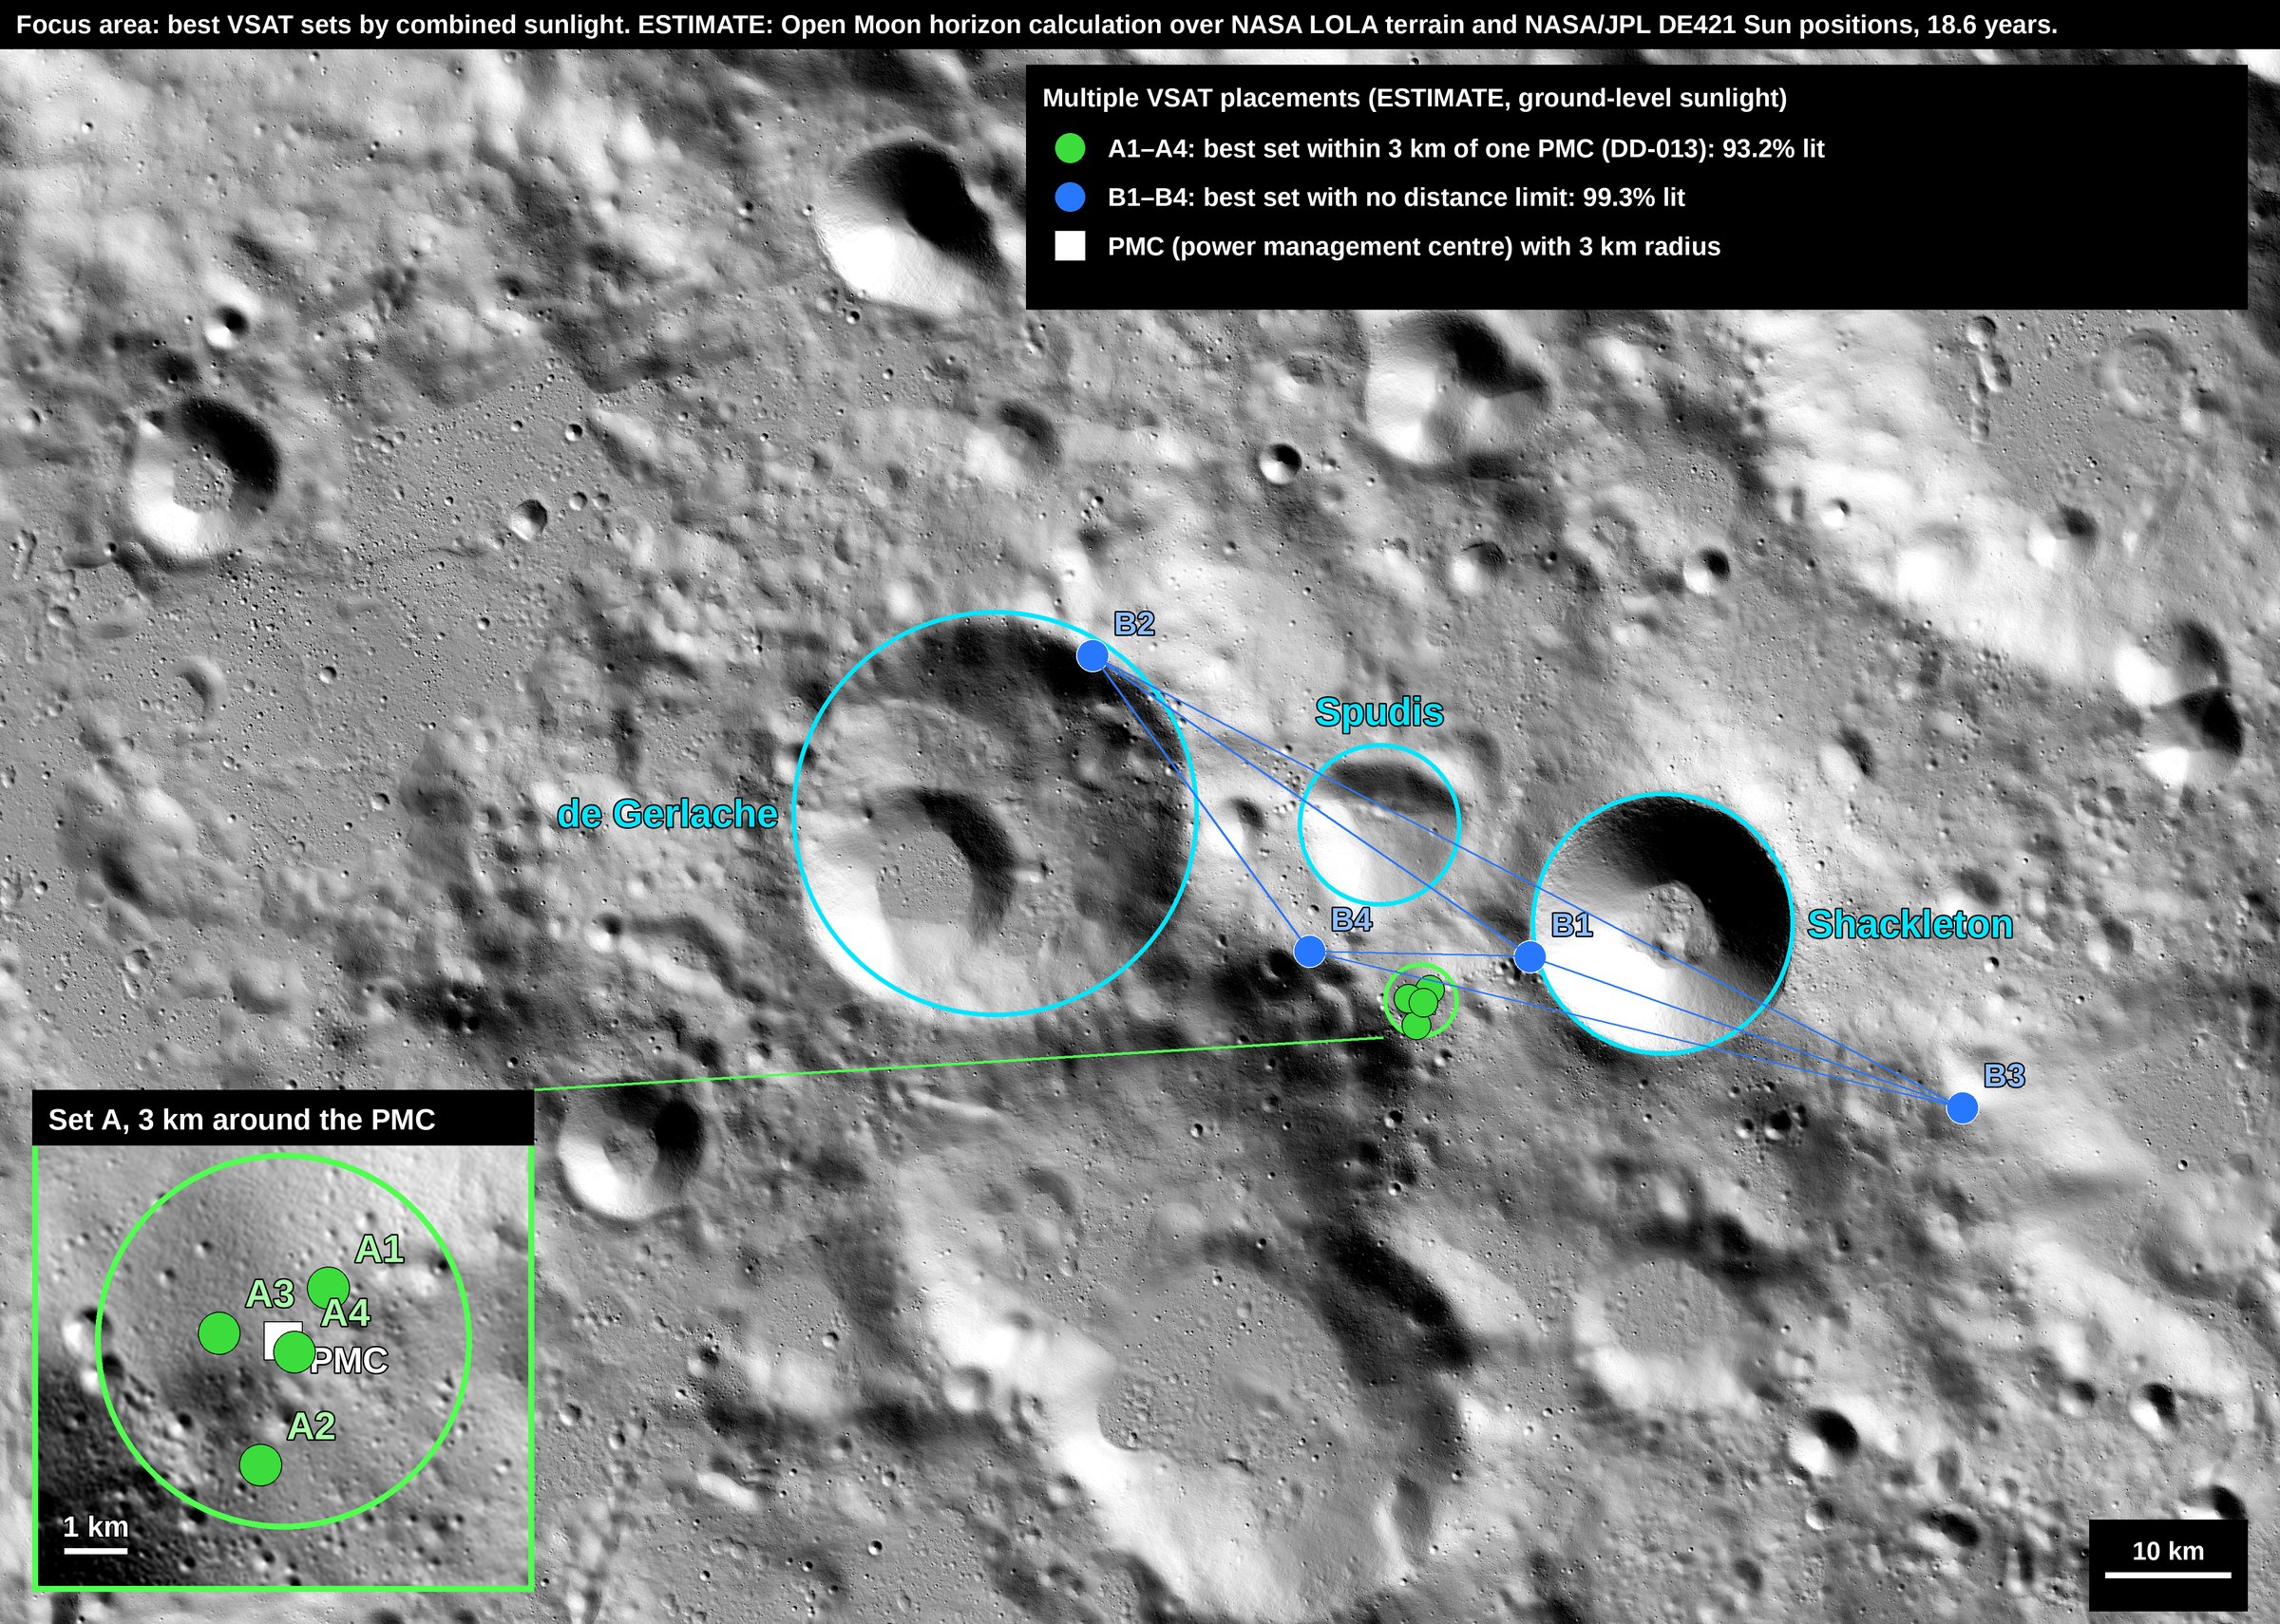 Focus area: best VSAT sets by combined sunlight. ESTIMATE: Open Moon horizon calculation over NASA LOLA terrain and NASA/JPL DE421 Sun positions, 18.6 years.
Multiple VSAT placements (ESTIMATE, ground-level sunlight)
A1–A4: best set within 3 km of one PMC (DD-013): 93.2% lit
B1–B4: best set with no distance limit: 99.3% lit
PMC (power management centre) with 3 km radius
B2
Spudis
de Gerlache
B4
B1
Shackleton
B3
Set A, 3 km around the PMC
A1
A3
A4
PMC
A2
1 km
10 km